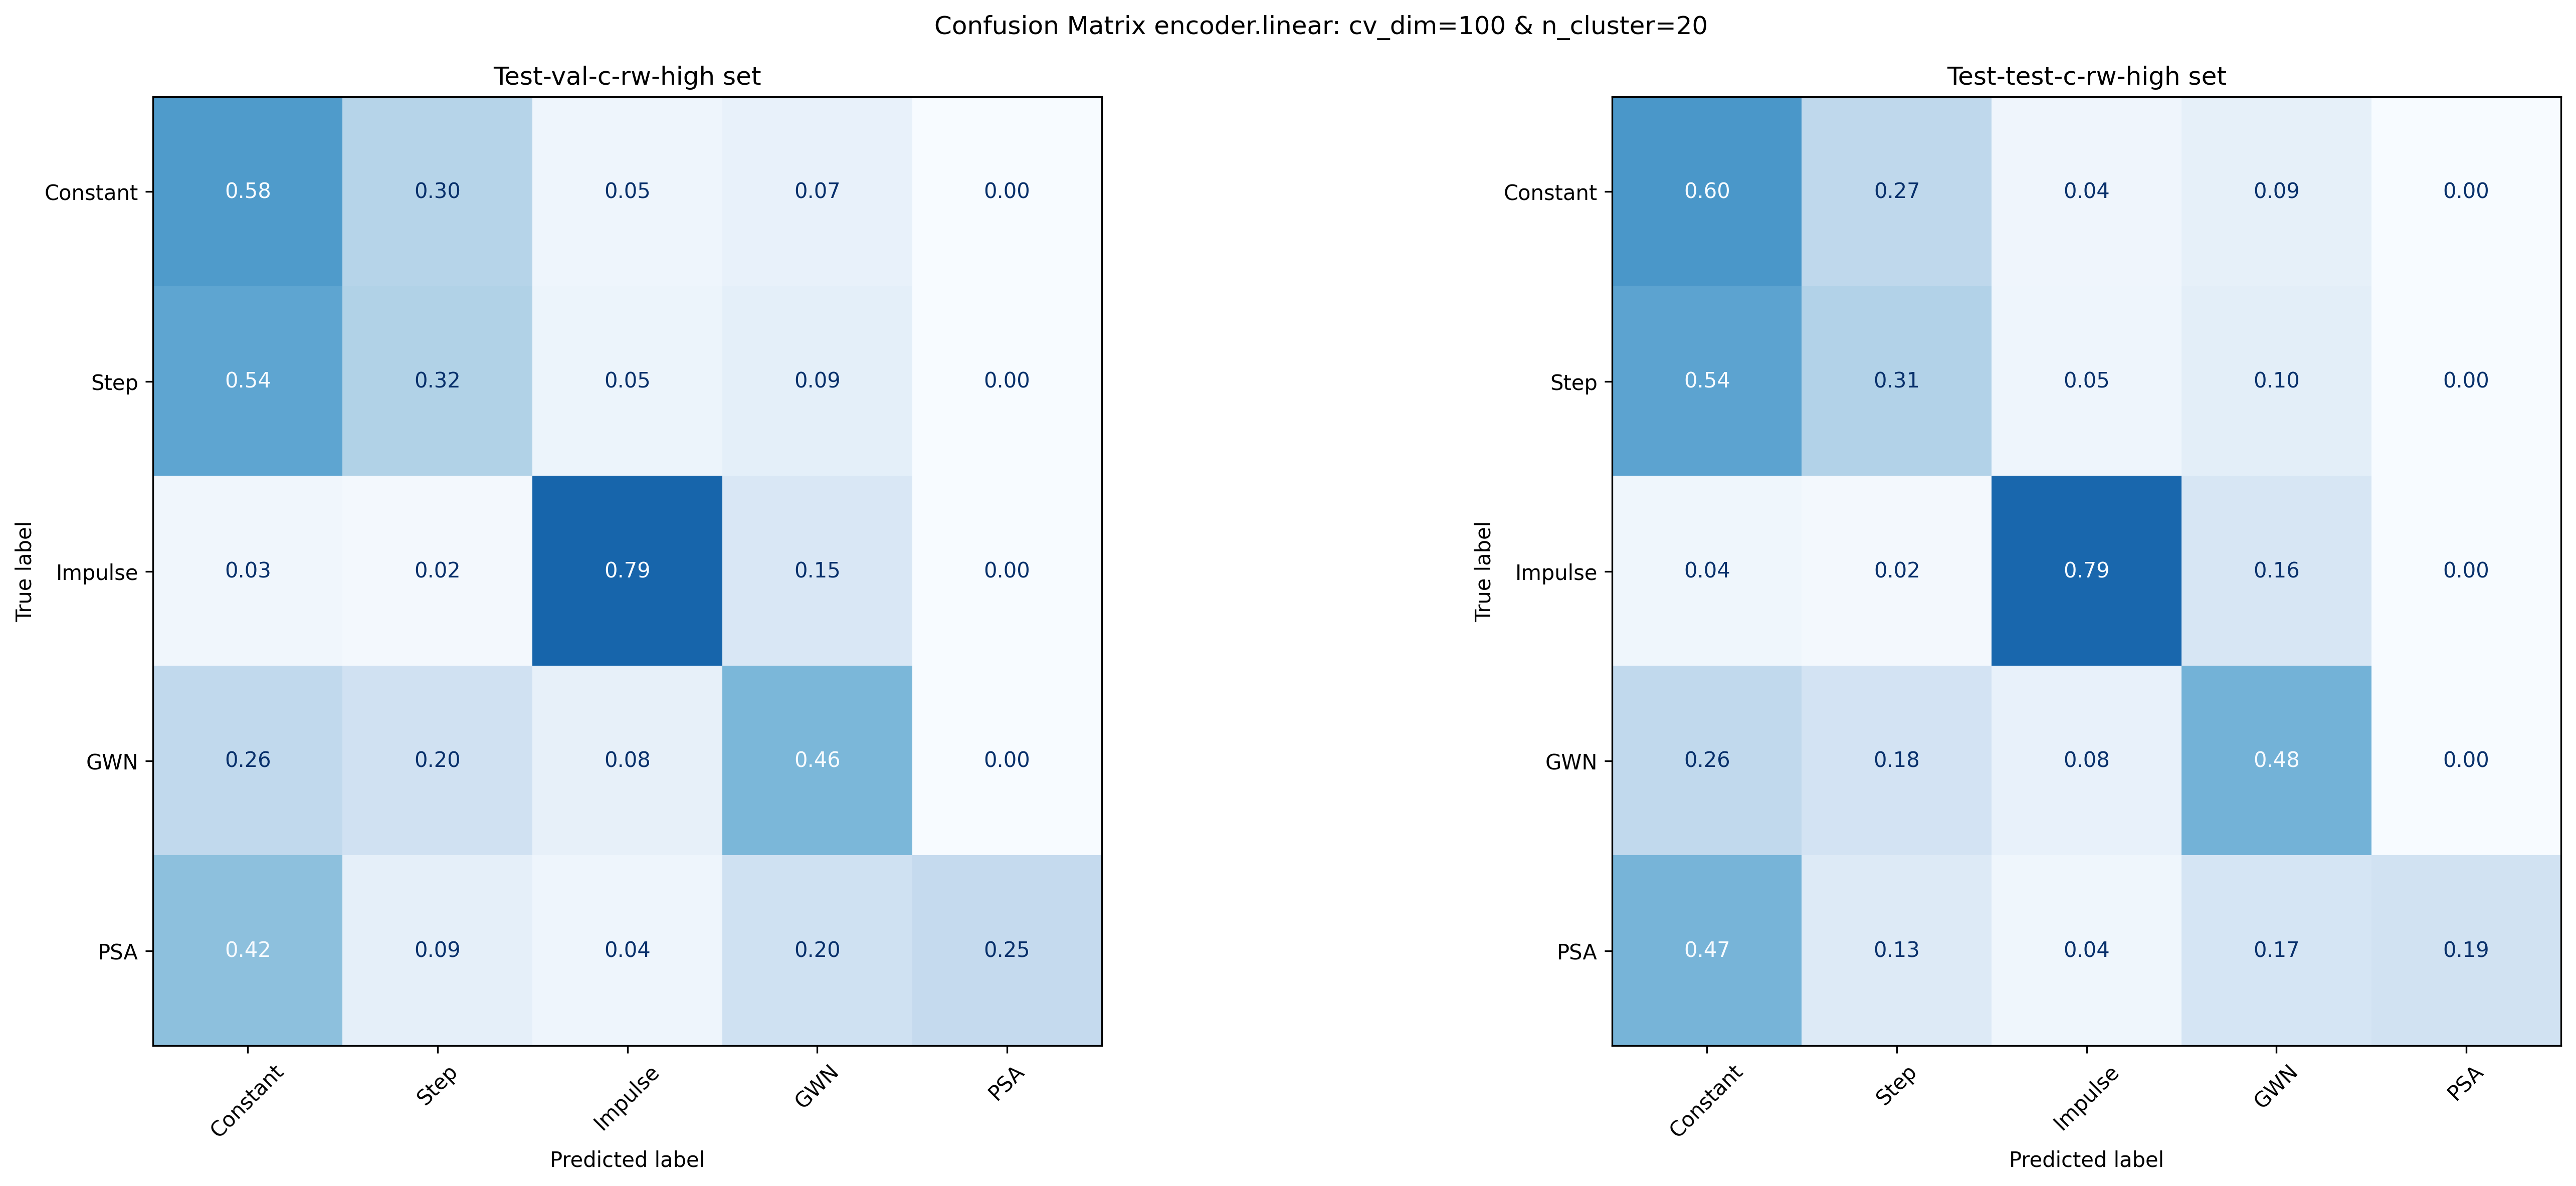 Confusion Matrix encoder.linear: cv_dim=100 & n_cluster=20
Test-val-c-rw-high set
True label
Constant 0.58 0.30 0.05 0.07 0.00
Step 0.54 0.32 0.05 0.09 0.00
Impulse 0.03 0.02 0.79 0.15 0.00
GWN 0.26 0.20 0.08 0.46 0.00
PSA 0.42 0.09 0.04 0.20 0.25
Constant Step Impulse GWN PSA
Predicted label
Test-test-c-rw-high set
True label
Constant 0.60 0.27 0.04 0.09 0.00
Step 0.54 0.31 0.05 0.10 0.00
Impulse 0.04 0.02 0.79 0.16 0.00
GWN 0.26 0.18 0.08 0.48 0.00
PSA 0.47 0.13 0.04 0.17 0.19
Constant Step Impulse GWN PSA
Predicted label